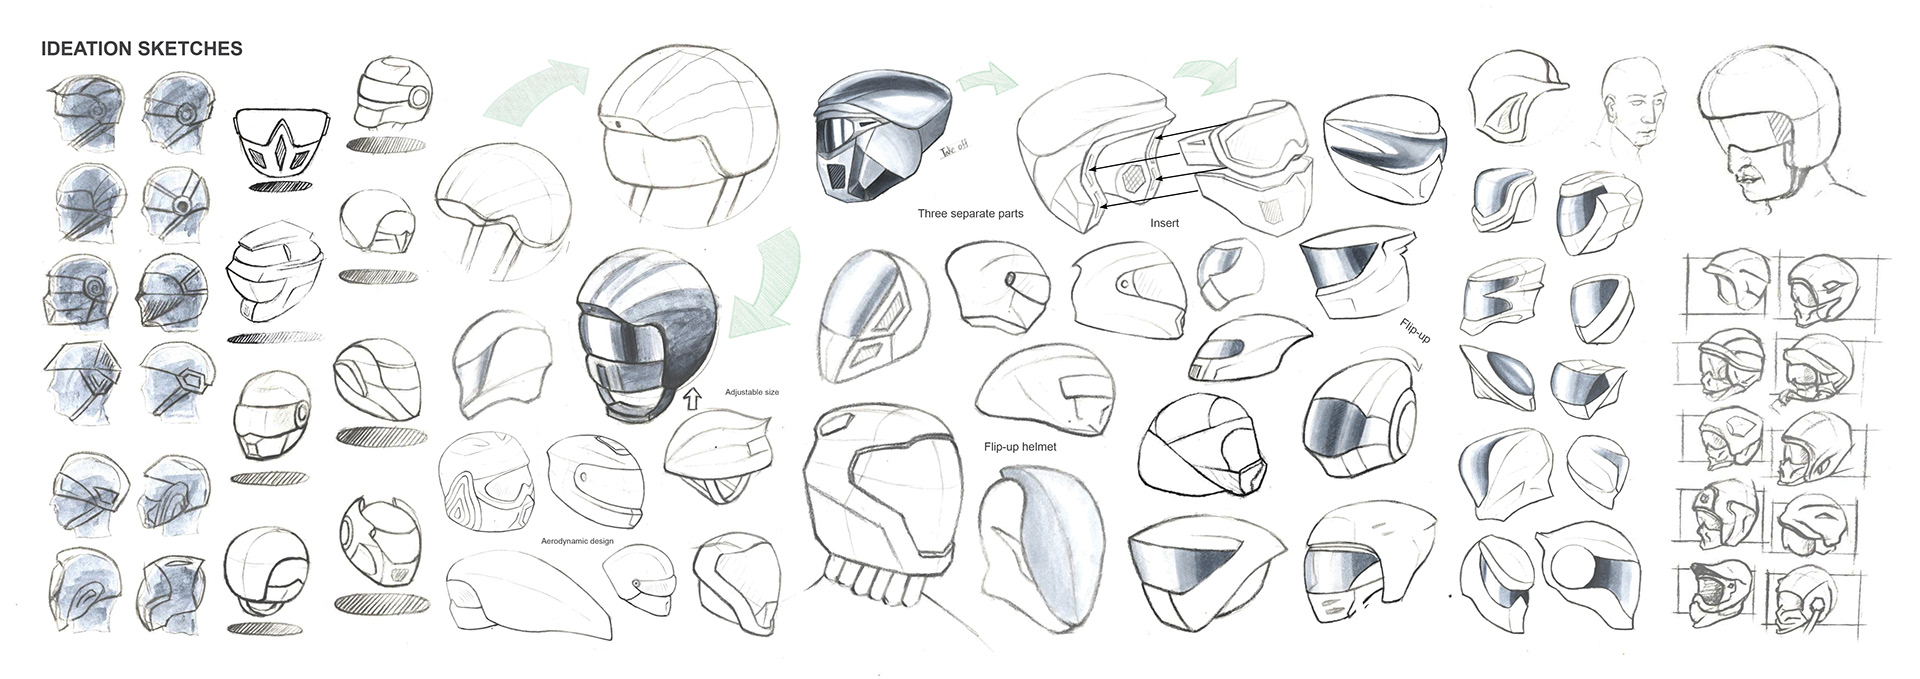 IDEATION SKETCHES
Take off
Three separate parts
Insert
Flip-up
Adjustable size
Flip-up helmet
Aerodynamic design